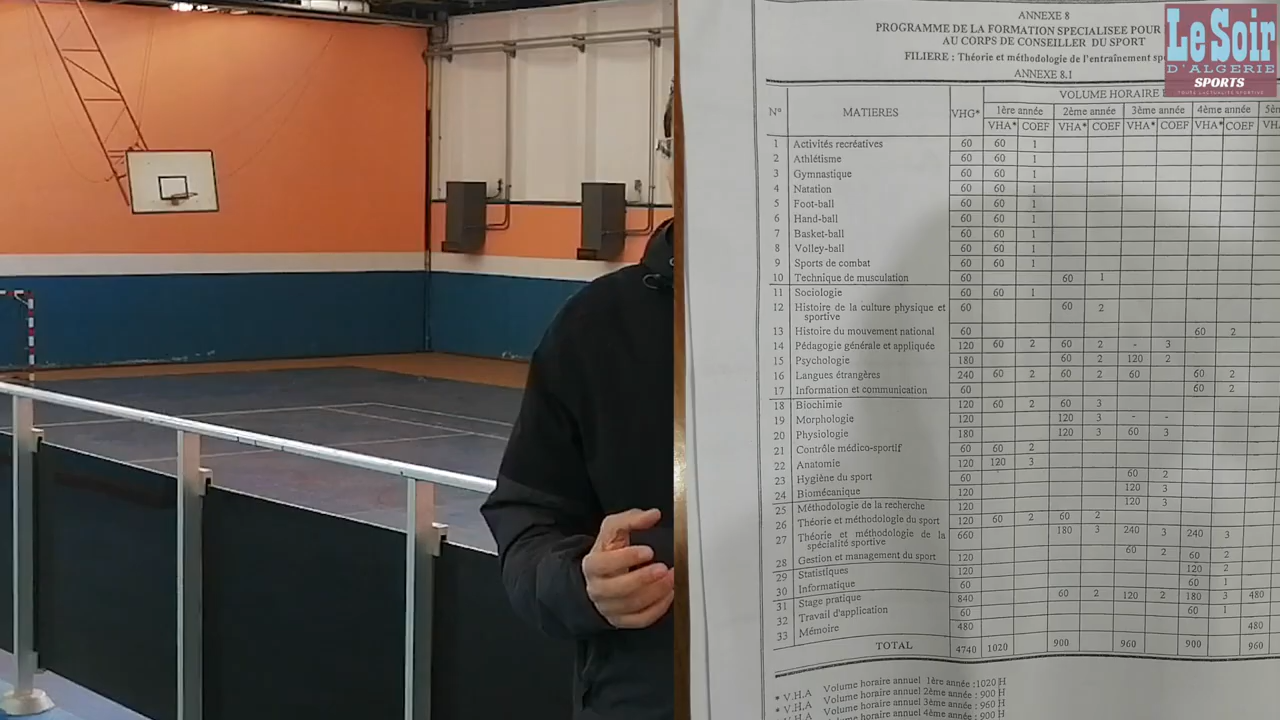 Le Soir
D'ALGERIE
SPORTS
ANNEXE 8
PROGRAMME DE LA FORMATION SPECIALISEE POUR
AU CORPS DE CONSEILLER DU SPORT
FILIERE : Théorie et méthodologie de l'entraînement
ANNEXE 8.1
N° MATIERES VHG* VOLUME HORAIRE
1ère année 2ème année 3ème année 4ème année
VHA* COEF VHA* COEF VHA* COEF VHA* COEF
1 Activités recréatives 60 60 1
2 Athlétisme 60 60 1
3 Gymnastique 60 60 1
4 Natation 60 60 1
5 Foot-ball 60 60 1
6 Hand-ball 60 60 1
7 Basket-ball 60 60 1
8 Volley-ball 60 60 1
9 Sports de combat 60 60 1
10 Technique de musculation 60 60 1
11 Sociologie 60 60 1
12 Histoire de la culture physique et 60 60 2
sportive
13 Histoire du mouvement national 60 60 2
14 Pédagogie générale et appliquée 120 60 2 60 2 - 3
15 Psychologie 180 60 2 120 2
16 Langues étrangères 240 60 2 60 2 60 60 2
17 Information et communication 60 60 2
18 Biochimie 120 60 2 60 3
19 Morphologie 120 120 3 - -
20 Physiologie 180 120 3 60 3
21 Contrôle médico-sportif 60 60 2
22 Anatomie 120 120 3
23 Hygiène du sport 60 60 2
24 Biomécanique 120 120 3
25 Méthodologie de la recherche 120 120 3
26 Théorie et méthodologie du sport 120 60 2 60 2
27 Théorie et méthodologie de la 660 180 3 240 3 240 3
spécialité sportive
28 Gestion et management du sport 120 60 2 60 2
29 Statistiques 120 120 2
30 Informatique 60 60 1
31 Stage pratique 840 60 2 120 2 180 3 480
32 Travail d'application 60 60 1
33 Mémoire 480 480
TOTAL 4740 1020 900 960 900 960
* V.H.A Volume horaire annuel 1ère année :1020 H
* V.H.A Volume horaire annuel 2ème année : 900 H
* V.H.A Volume horaire annuel 3ème année : 960 H
Volume horaire annuel 4ème année : 900 H